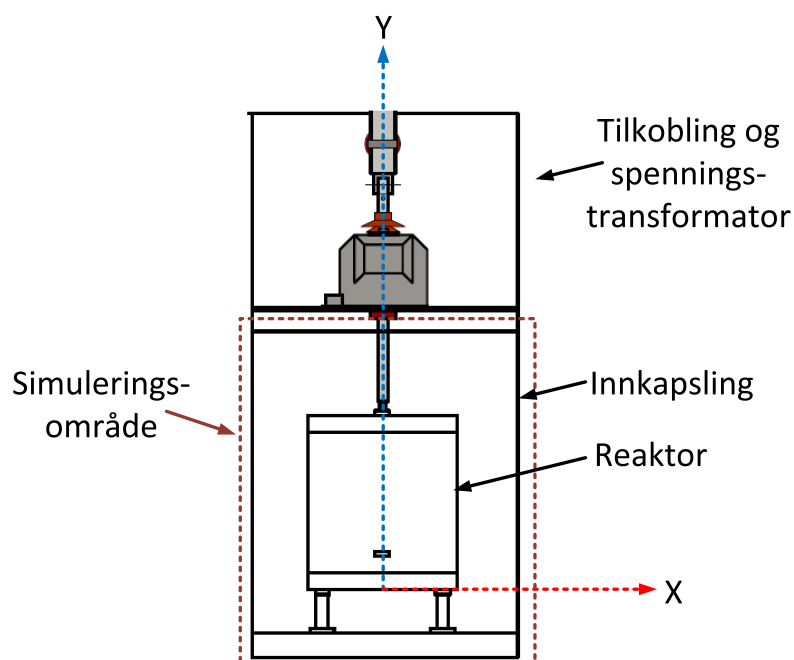 Y
Tilkobling og
spennings-
transformator
Simulerings-
område
Innkapsling
Reaktor
X